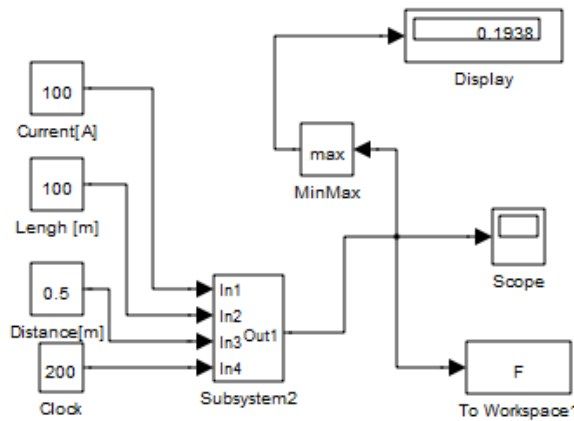 0.1938
Display
100
Current[A]
max
MinMax
100
Lengh [m]
Scope
0.5
Distance[m]
In1
In2
In3
In4
Out1
Subsystem2
200
Clock
F
To Workspace1